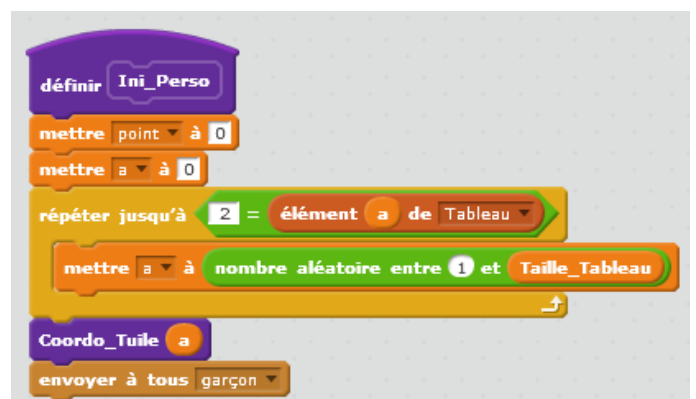 définir Ini_Perso
mettre point à 0
mettre a à 0
répéter jusqu'à 2 = élément a de Tableau
mettre a à nombre aléatoire entre 1 et Taille_Tableau
Coordo_Tuile a
envoyer à tous garçon